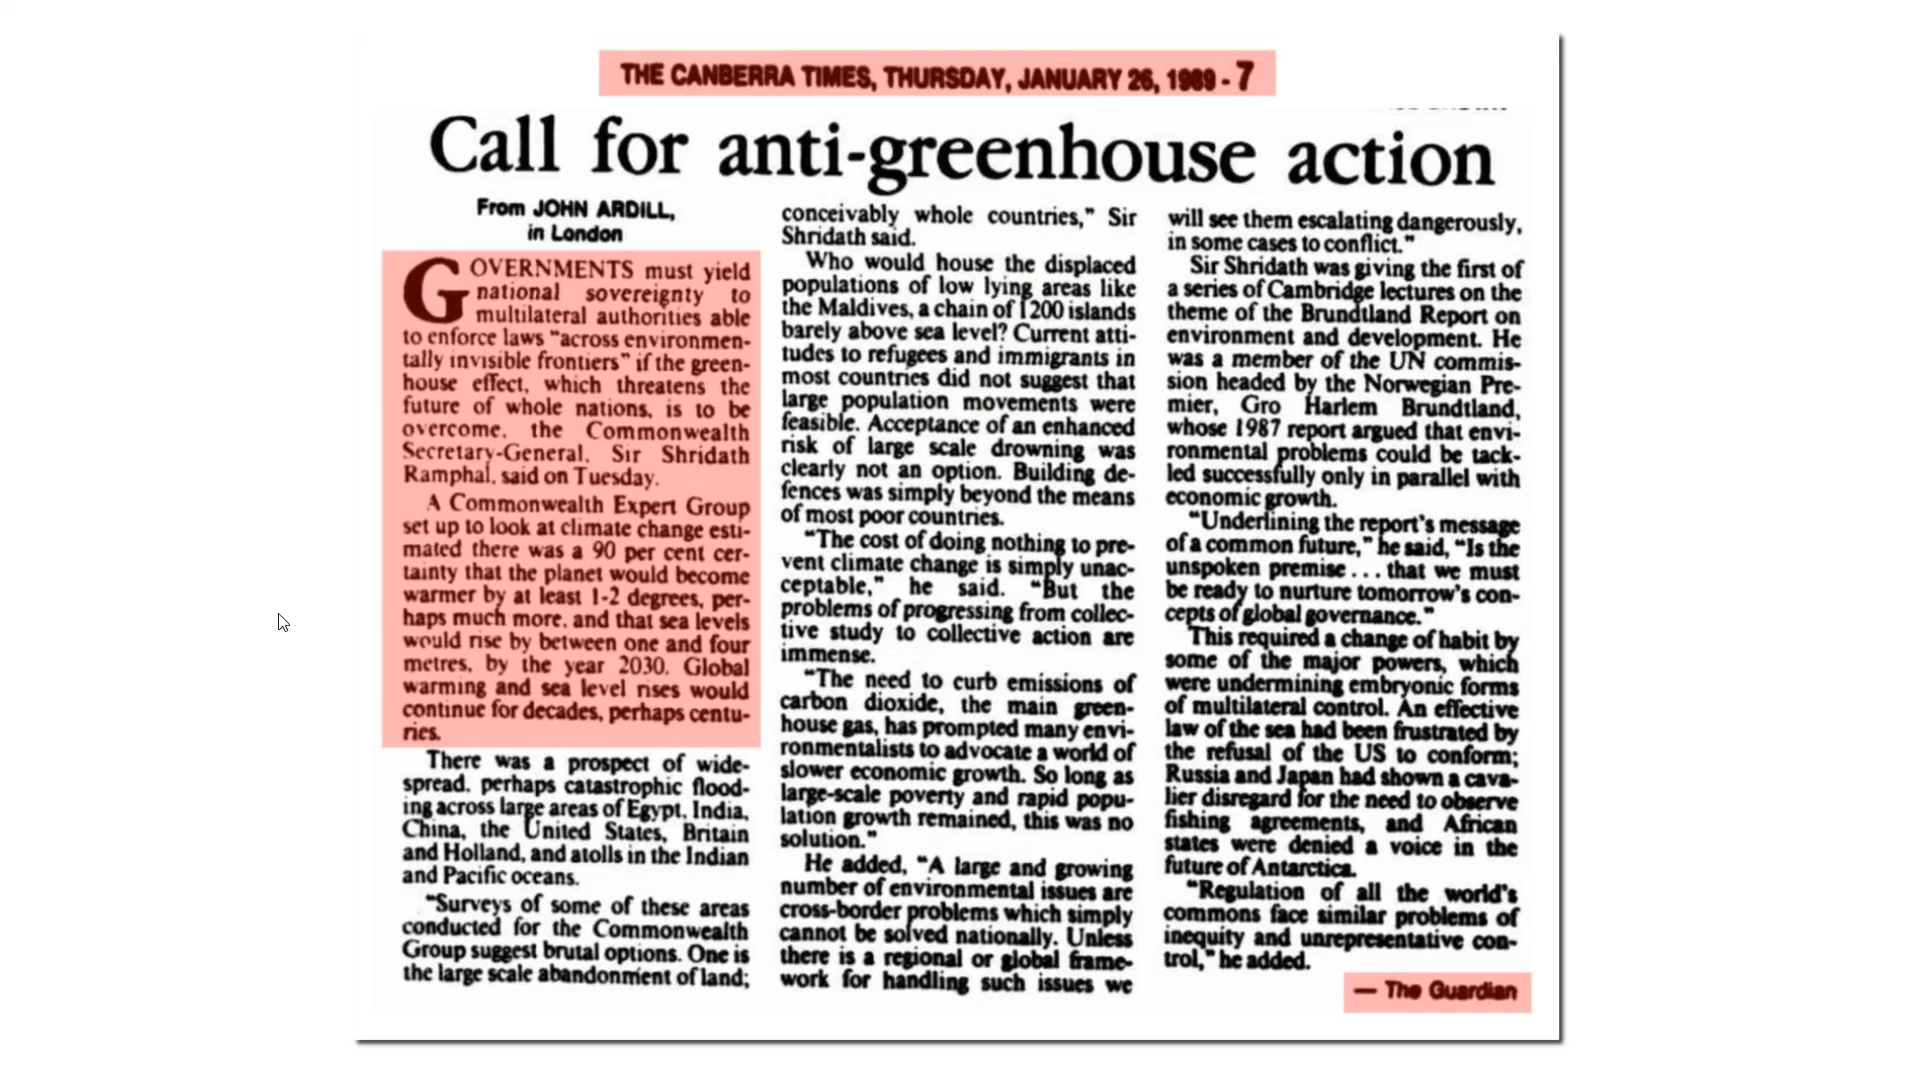 THE CANBERRA TIMES, THURSDAY, JANUARY 26, 1989 - 7
Call for anti-greenhouse action
From JOHN ARDILL,
in London
GOVERNMENTS must yield
national sovereignty to
multilateral authorities able
to enforce laws "across environmen-
tally invisible frontiers" if the green-
house effect, which threatens the
future of whole nations, is to be
overcome, the Commonwealth
Secretary-General, Sir Shridath
Ramphal, said on Tuesday.
A Commonwealth Expert Group
set up to look at climate change esti-
mated there was a 90 per cent cer-
tainty that the planet would become
warmer by at least 1-2 degrees, per-
haps much more, and that sea levels
would rise by between one and four
metres, by the year 2030. Global
warming and sea level rises would
continue for decades, perhaps centu-
ries.
There was a prospect of wide-
spread, perhaps catastrophic flood-
ing across large areas of Egypt, India,
China, the United States, Britain
and Holland, and atolls in the Indian
and Pacific oceans.
"Surveys of some of these areas
conducted for the Commonwealth
Group suggest brutal options. One is
the large scale abandonment of land;
conceivably whole countries," Sir
Shridath said.
Who would house the displaced
populations of low lying areas like
the Maldives, a chain of 1200 islands
barely above sea level? Current atti-
tudes to refugees and immigrants in
most countries did not suggest that
large population movements were
feasible. Acceptance of an enhanced
risk of large scale drowning was
clearly not an option. Building de-
fences was simply beyond the means
of most poor countries.
"The cost of doing nothing to pre-
vent climate change is simply unac-
ceptable," he said. "But the
problems of progressing from collec-
tive study to collective action are
immense.
"The need to curb emissions of
carbon dioxide, the main green-
house gas, has prompted many envi-
ronmentalists to advocate a world of
slower economic growth. So long as
large-scale poverty and rapid popu-
lation growth remained, this was no
solution."
He added, "A large and growing
number of environmental issues are
cross-border problems which simply
cannot be solved nationally. Unless
there is a regional or global frame-
work for handling such issues we
will see them escalating dangerously,
in some cases to conflict."
Sir Shridath was giving the first of
a series of Cambridge lectures on the
theme of the Brundtland Report on
environment and development. He
was a member of the UN commis-
sion headed by the Norwegian Pre-
mier, Gro Harlem Brundtland,
whose 1987 report argued that envi-
ronmental problems could be tack-
led successfully only in parallel with
economic growth.
"Underlining the report's message
of a common future," he said, "Is the
unspoken premise . . . that we must
be ready to nurture tomorrow's con-
cepts of global governance."
This required a change of habit by
some of the major powers, which
were undermining embryonic forms
of multilateral control. An effective
law of the sea had been frustrated by
the refusal of the US to conform;
Russia and Japan had shown a cava-
lier disregard for the need to observe
fishing agreements, and African
states were denied a voice in the
future of Antarctica.
"Regulation of all the world's
commons face similar problems of
inequity and unrepresentative con-
trol," he added.
— The Guardian